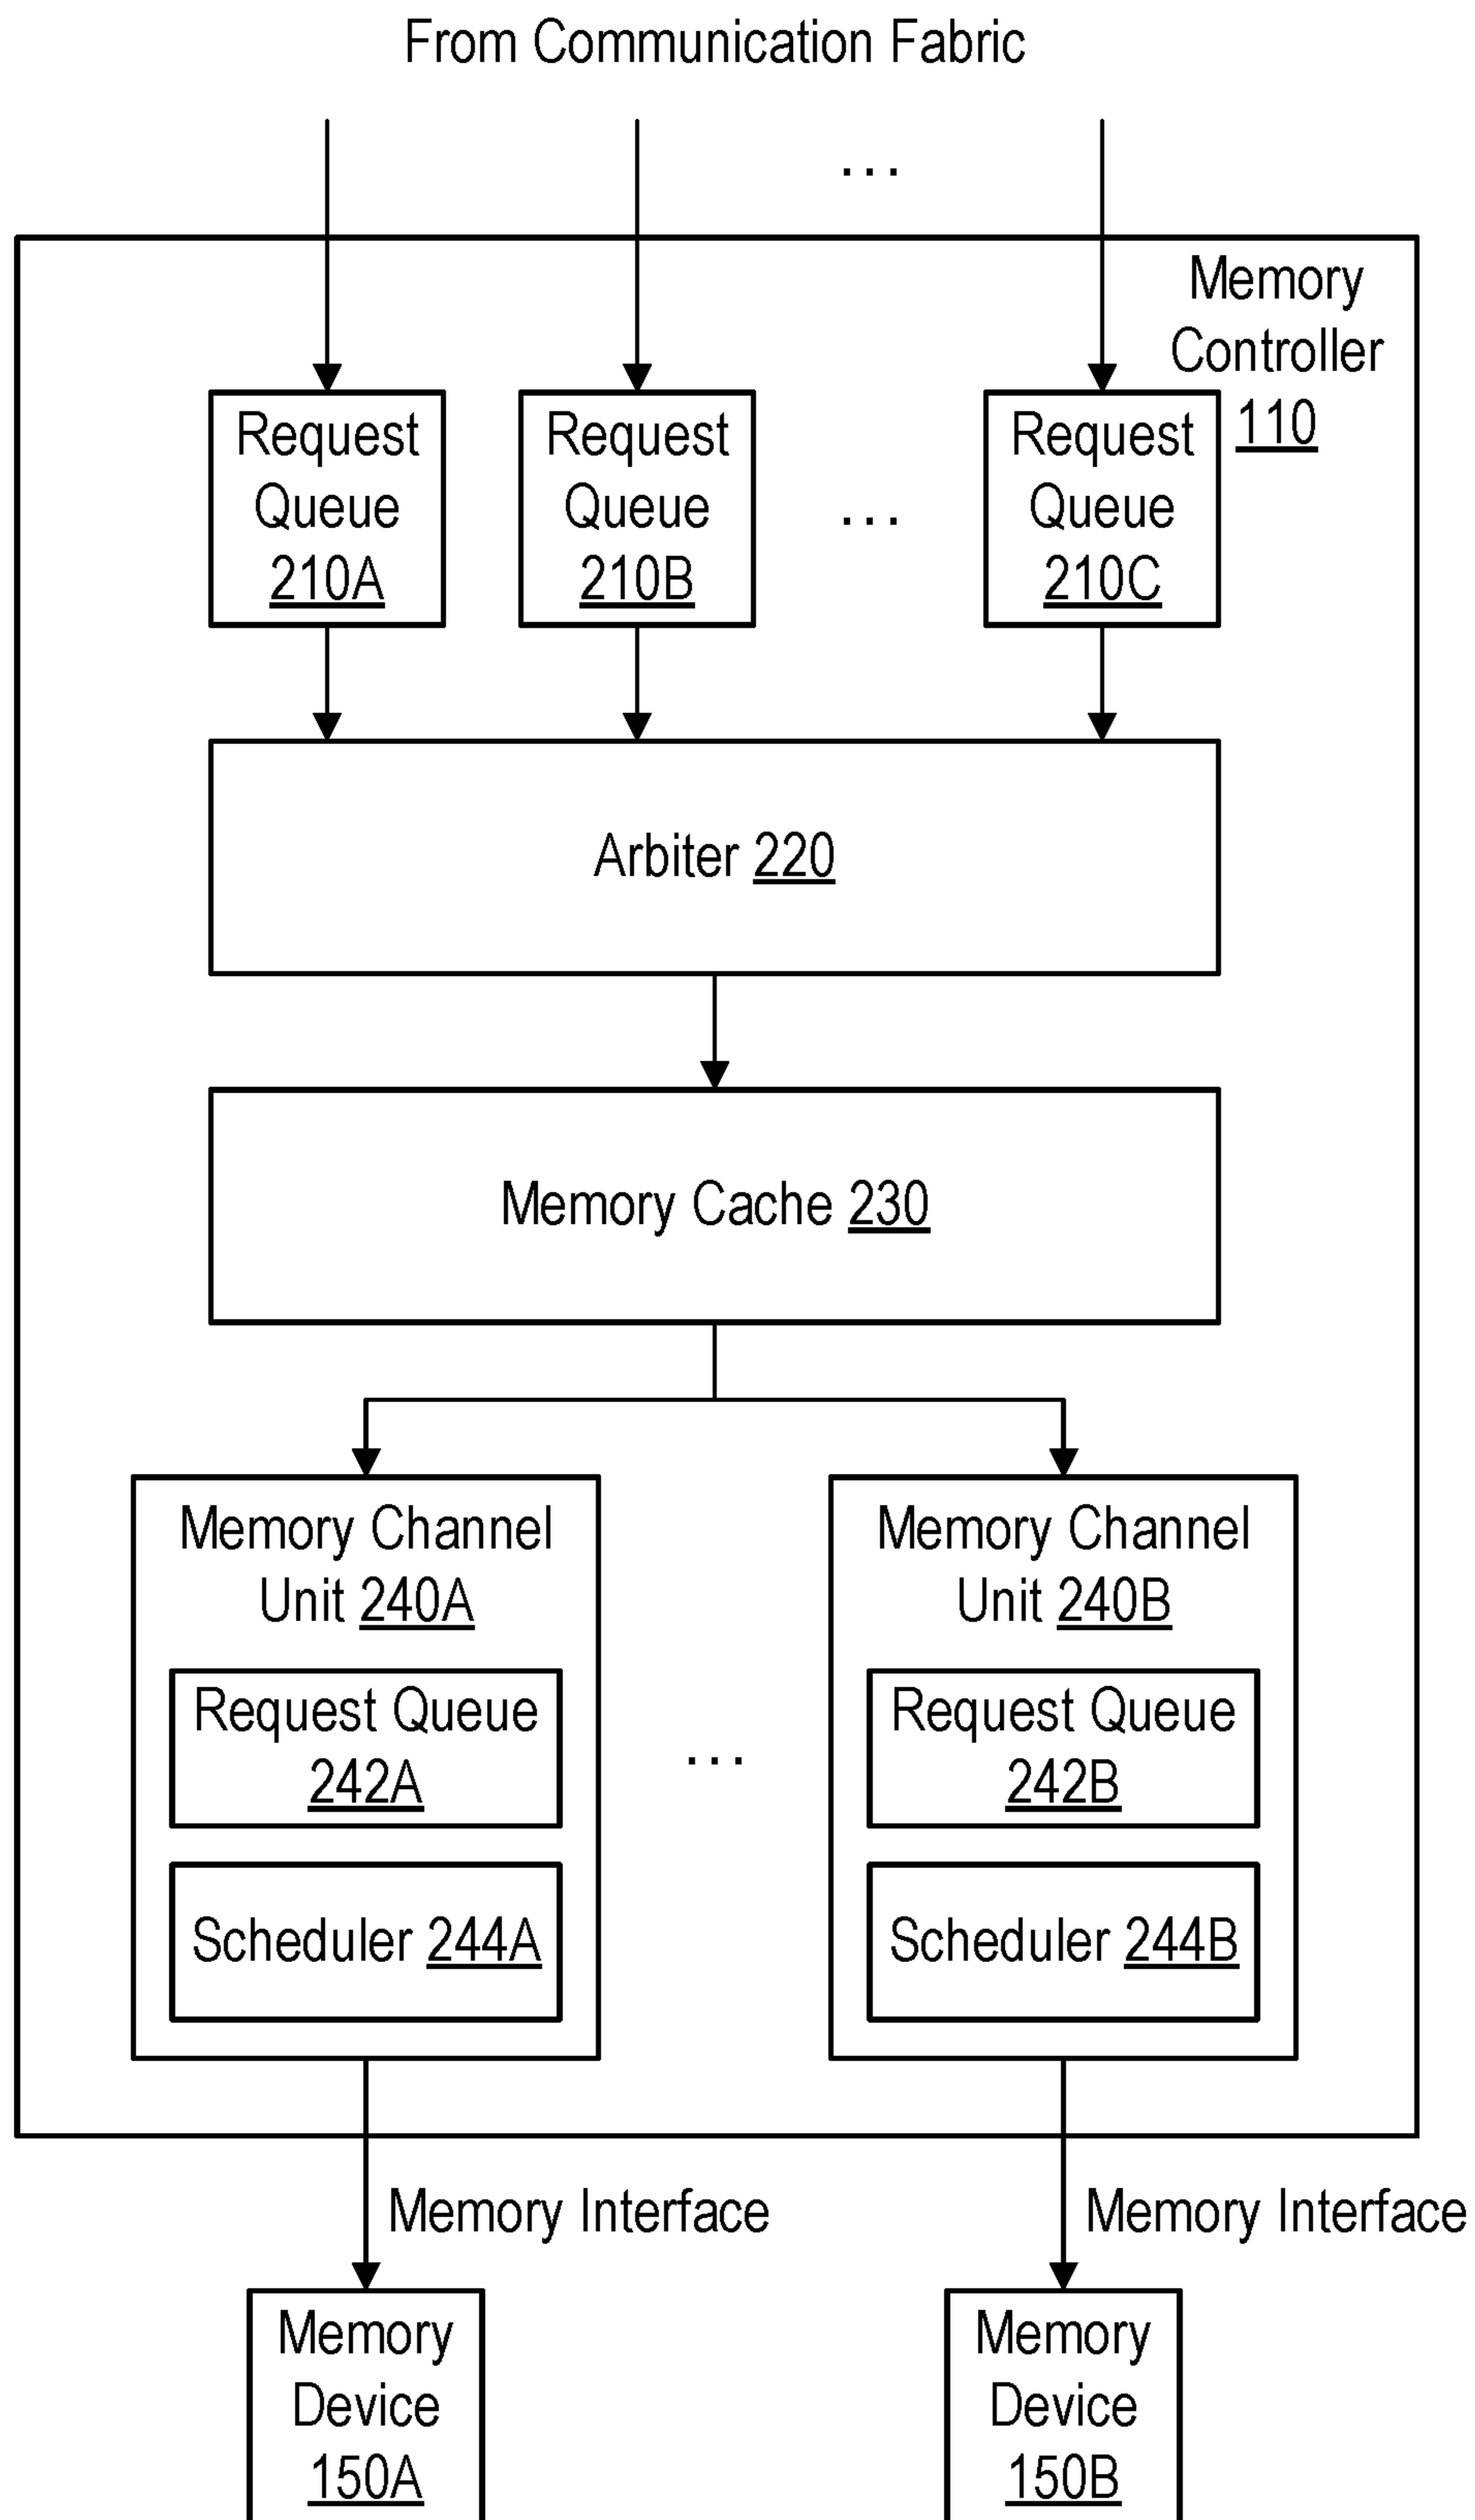 From Communication Fabric
...
Memory
Controller
110
Request
Queue
210A
Request
Queue
210B
...
Request
Queue
210C
Arbiter 220
Memory Cache 230
Memory Channel
Unit 240A
Request Queue
242A
Scheduler 244A
...
Memory Channel
Unit 240B
Request Queue
242B
Scheduler 244B
Memory Interface
Memory Interface
Memory
Device
150A
Memory
Device
150B